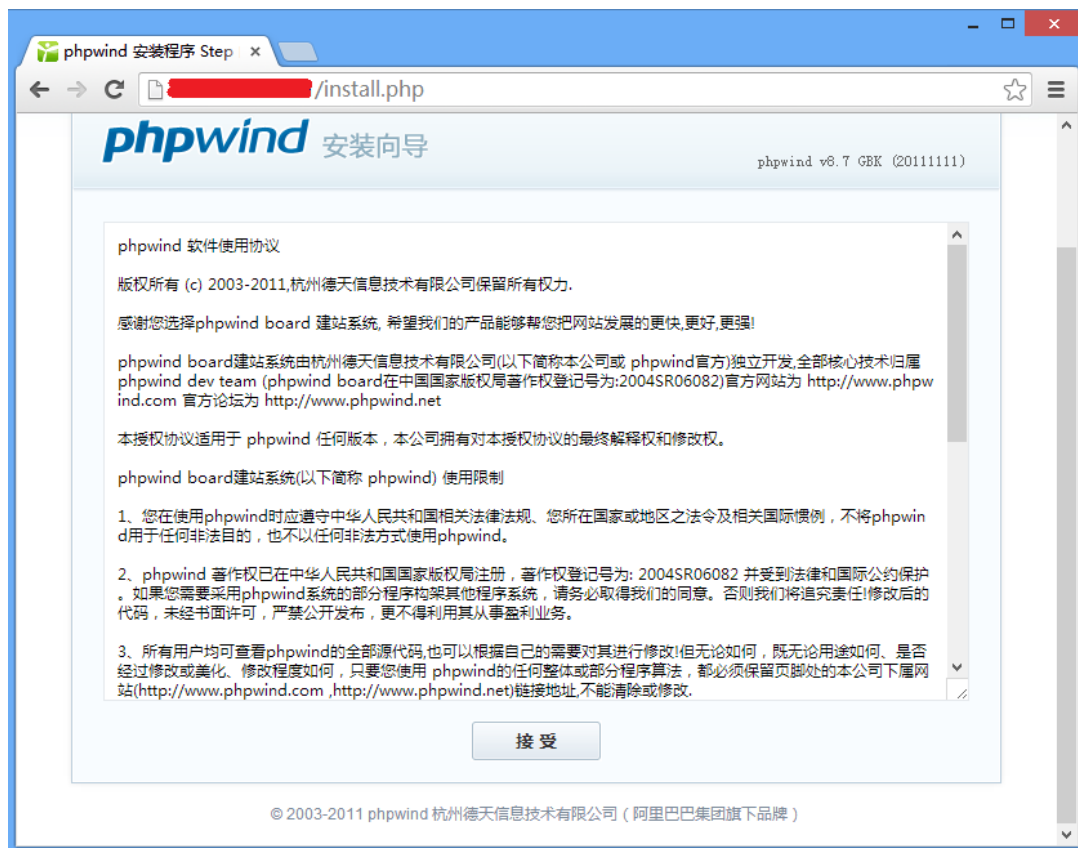 phpwind 安装程序 Step
/install.php
phpwind 安装向导
phpwind v8.7 GBK (20111111)
phpwind 软件使用协议
版权所有 (c) 2003-2011,杭州德天信息技术有限公司保留所有权力.
感谢您选择phpwind board 建站系统, 希望我们的产品能够帮您把网站发展的更快,更好,更强!
phpwind board建站系统由杭州德天信息技术有限公司(以下简称本公司或 phpwind官方)独立开发,全部核心技术归属
phpwind dev team (phpwind board在中国国家版权局著作权登记号为:2004SR06082)官方网站为 http://www.phpw
ind.com 官方论坛为 http://www.phpwind.net
本授权协议适用于 phpwind 任何版本，本公司拥有对本授权协议的最终解释权和修改权。
phpwind board建站系统(以下简称 phpwind) 使用限制
1、您在使用phpwind时应遵守中华人民共和国相关法律法规、您所在国家或地区之法令及相关国际惯例，不将phpwin
d用于任何非法目的，也不以任何非法方式使用phpwind。
2、phpwind 著作权已在中华人民共和国国家版权局注册，著作权登记号为: 2004SR06082 并受到法律和国际公约保护
。如果您需要采用phpwind系统的部分程序构架其他程序系统，请务必取得我们的同意。否则我们将追究责任!修改后的
代码，未经书面许可，严禁公开发布，更不得利用其从事盈利业务。
3、所有用户均可查看phpwind的全部源代码,也可以根据自己的需要对其进行修改!但无论如何，既无论用途如何、是否
经过修改或美化、修改程度如何，只要您使用 phpwind的任何整体或部分程序算法，都必须保留页脚处的本公司下属网
站(http://www.phpwind.com ,http://www.phpwind.net)链接地址,不能清除或修改.
接 受
© 2003-2011 phpwind 杭州德天信息技术有限公司（阿里巴巴集团旗下品牌）